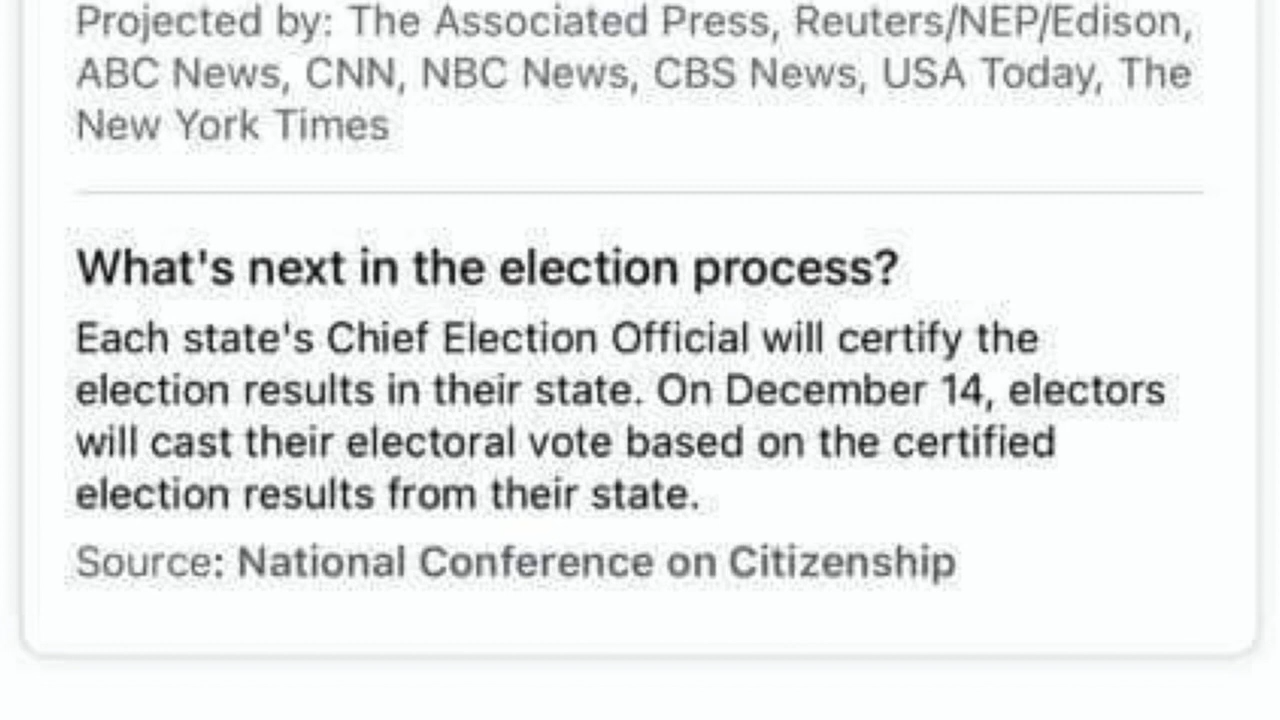 Projected by: The Associated Press, Reuters/NEP/Edison,
ABC News, CNN, NBC News, CBS News, USA Today, The
New York Times
What's next in the election process?
Each state's Chief Election Official will certify the
election results in their state. On December 14, electors
will cast their electoral vote based on the certified
election results from their state.
Source: National Conference on Citizenship